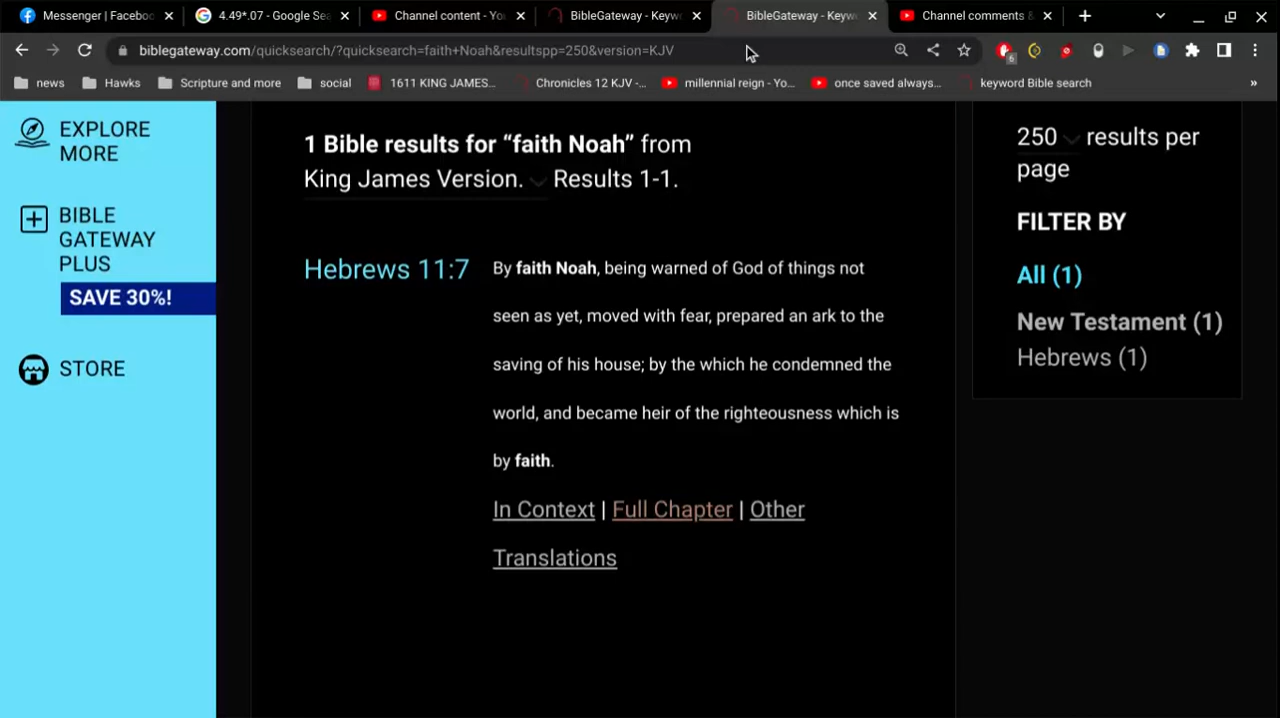 Messenger | Faceboo
4.49*.07 - Google Sea
Channel content - Yo
BibleGateway - Keyw
BibleGateway - Keyw
Channel comments &
biblegateway.com/quicksearch/?quicksearch=faith+Noah&resultspp=250&version=KJV
6
news
Hawks
Scripture and more
social
1611 KING JAMES...
Chronicles 12 KJV -...
millennial reign - Yo...
once saved always...
keyword Bible search
»
EXPLORE
MORE
BIBLE
GATEWAY
PLUS
SAVE 30%!
STORE
1 Bible results for “faith Noah” from
King James Version. Results 1-1.
Hebrews 11:7
By faith Noah, being warned of God of things not
seen as yet, moved with fear, prepared an ark to the
saving of his house; by the which he condemned the
world, and became heir of the righteousness which is
by faith.
In Context | Full Chapter | Other
Translations
250 results per
page
FILTER BY
All (1)
New Testament (1)
Hebrews (1)